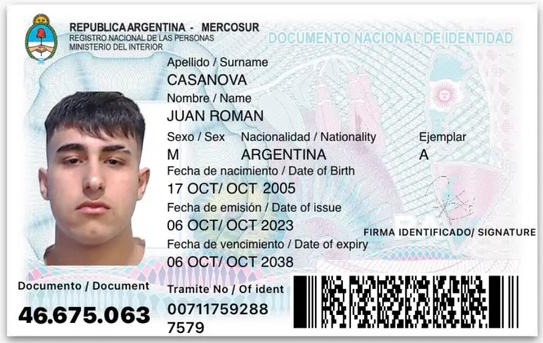 REPUBLICA ARGENTINA - MERCOSUR
REGISTRO NACIONAL DE LAS PERSONAS
MINISTERIO DEL INTERIOR
DOCUMENTO NACIONAL DE IDENTIDAD
Apellido / Surname
CASANOVA
Nombre / Name
JUAN ROMAN
Sexo / Sex Nacionalidad / Nationality Ejemplar
M ARGENTINA A
Fecha de nacimiento / Date of Birth
17 OCT/ OCT 2005
Fecha de emisión / Date of issue
06 OCT/ OCT 2023
FIRMA IDENTIFICADO/ SIGNATURE
Fecha de vencimiento / Date of expiry
06 OCT/ OCT 2038
Documento / Document Tramite No / Of ident
46.675.063 00711759288
7579